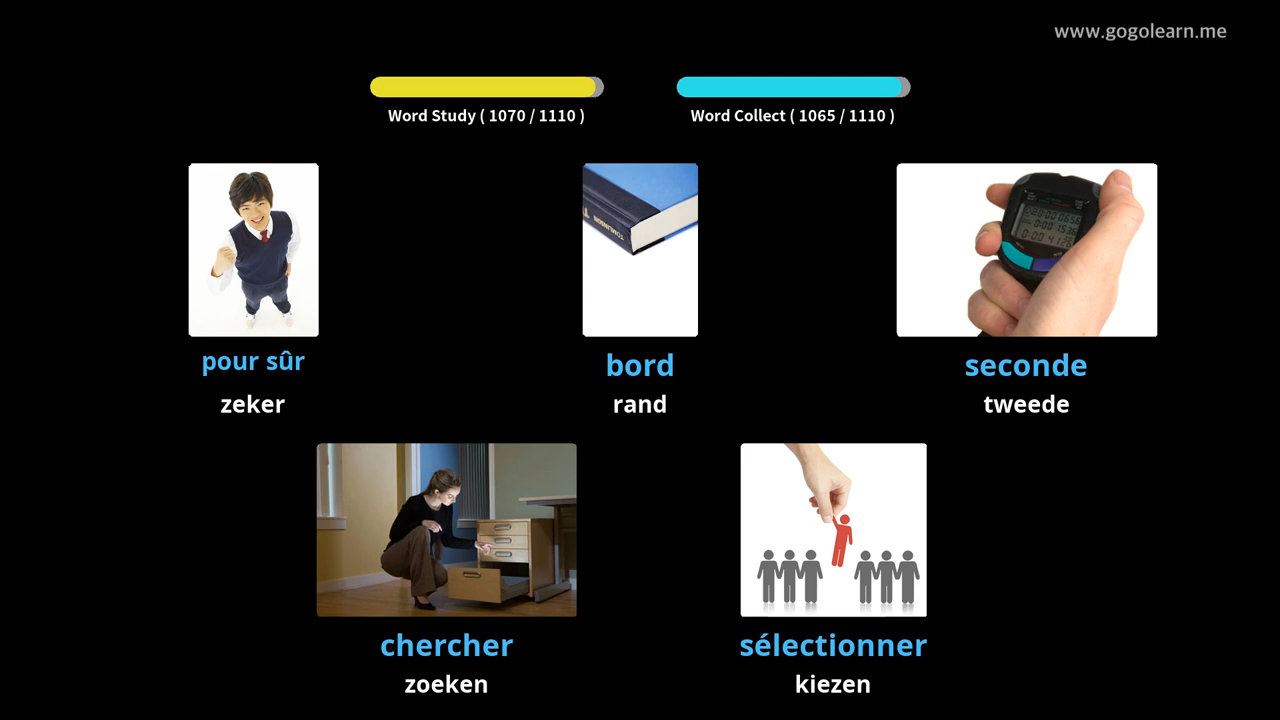 www.gogolearn.me
Word Study ( 1070 / 1110 )
Word Collect ( 1065 / 1110 )
TOMLINSON
pour sûr
bord
seconde
zeker
rand
tweede
chercher
sélectionner
zoeken
kiezen